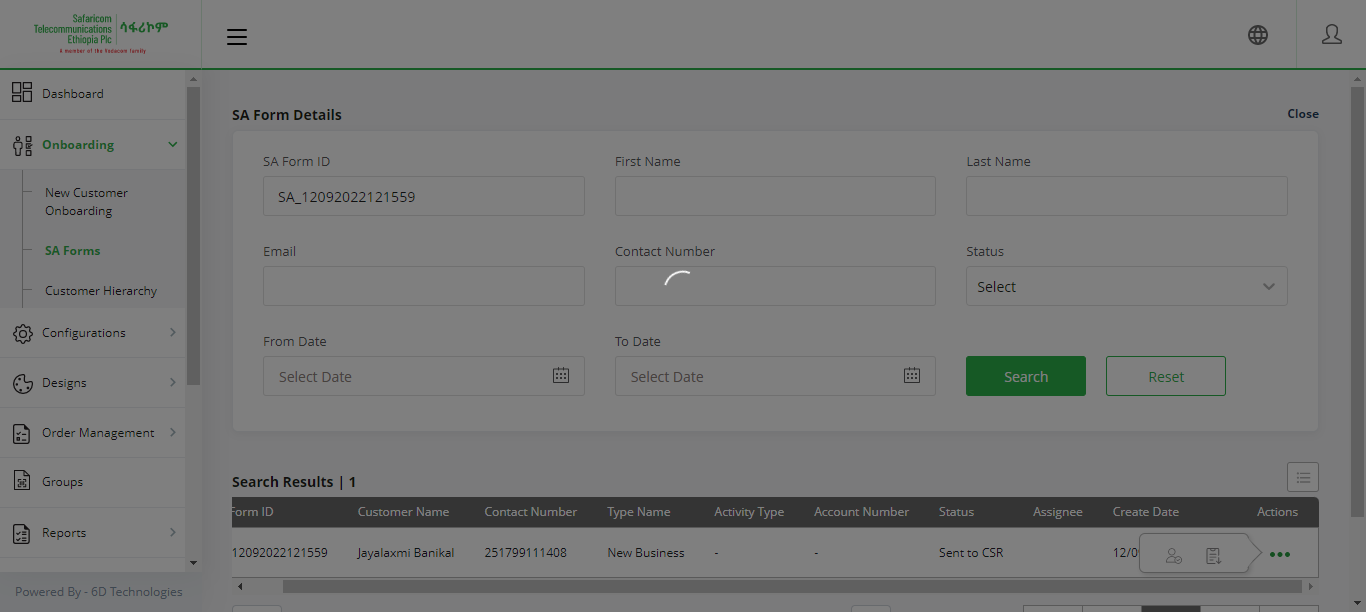 Safaricom
Telecommunications
Ethiopia Plc
ሳፋሪኮም
A member of the Vodacom family
Dashboard
Onboarding
New Customer
Onboarding
SA Forms
Customer Hierarchy
Configurations
Designs
Order Management
Groups
Reports
Powered By - 6D Technologies
SA Form Details
Close
SA Form ID
First Name
Last Name
SA_12092022121559
Email
Contact Number
Status
Select
From Date
To Date
Select Date
Select Date
Search
Reset
Search Results | 1
Form ID Customer Name Contact Number Type Name Activity Type Account Number Status Assignee Create Date Actions
12092022121559 Jayalaxmi Banikal 251799111408 New Business - - Sent to CSR 12/0